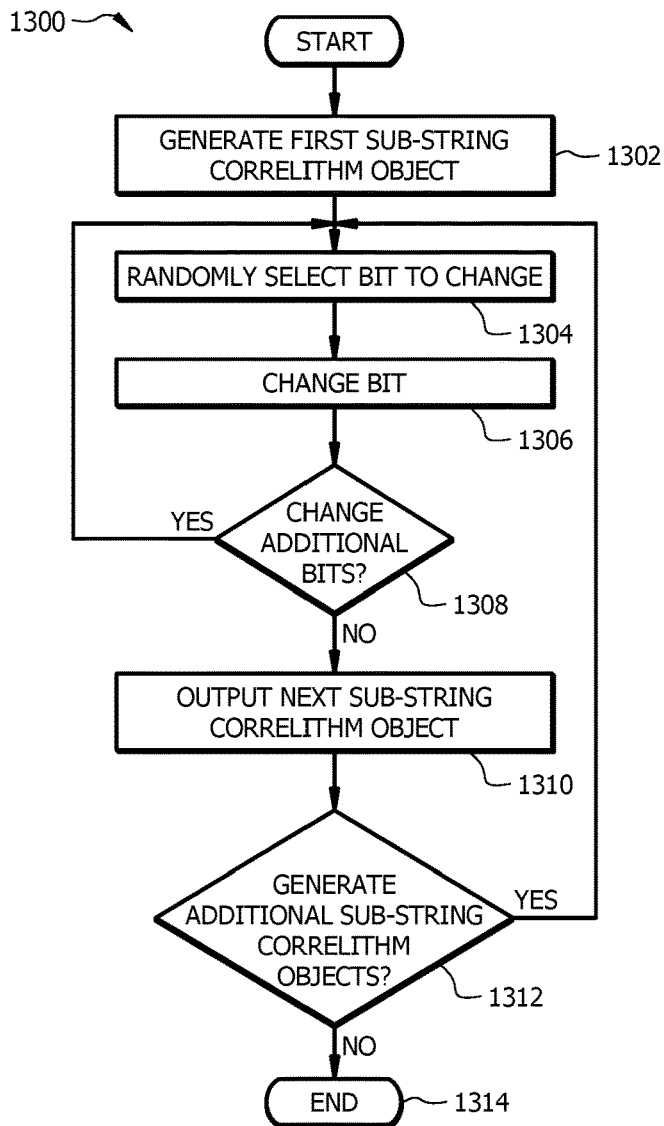 1300
START
GENERATE FIRST SUB-STRING
CORRELITHM OBJECT
1302
RANDOMLY SELECT BIT TO CHANGE
1304
CHANGE BIT
1306
YES
CHANGE
ADDITIONAL
BITS?
1308
NO
OUTPUT NEXT SUB-STRING
CORRELITHM OBJECT
1310
GENERATE
ADDITIONAL SUB-STRING
CORRELITHM
OBJECTS?
YES
1312
NO
END
1314